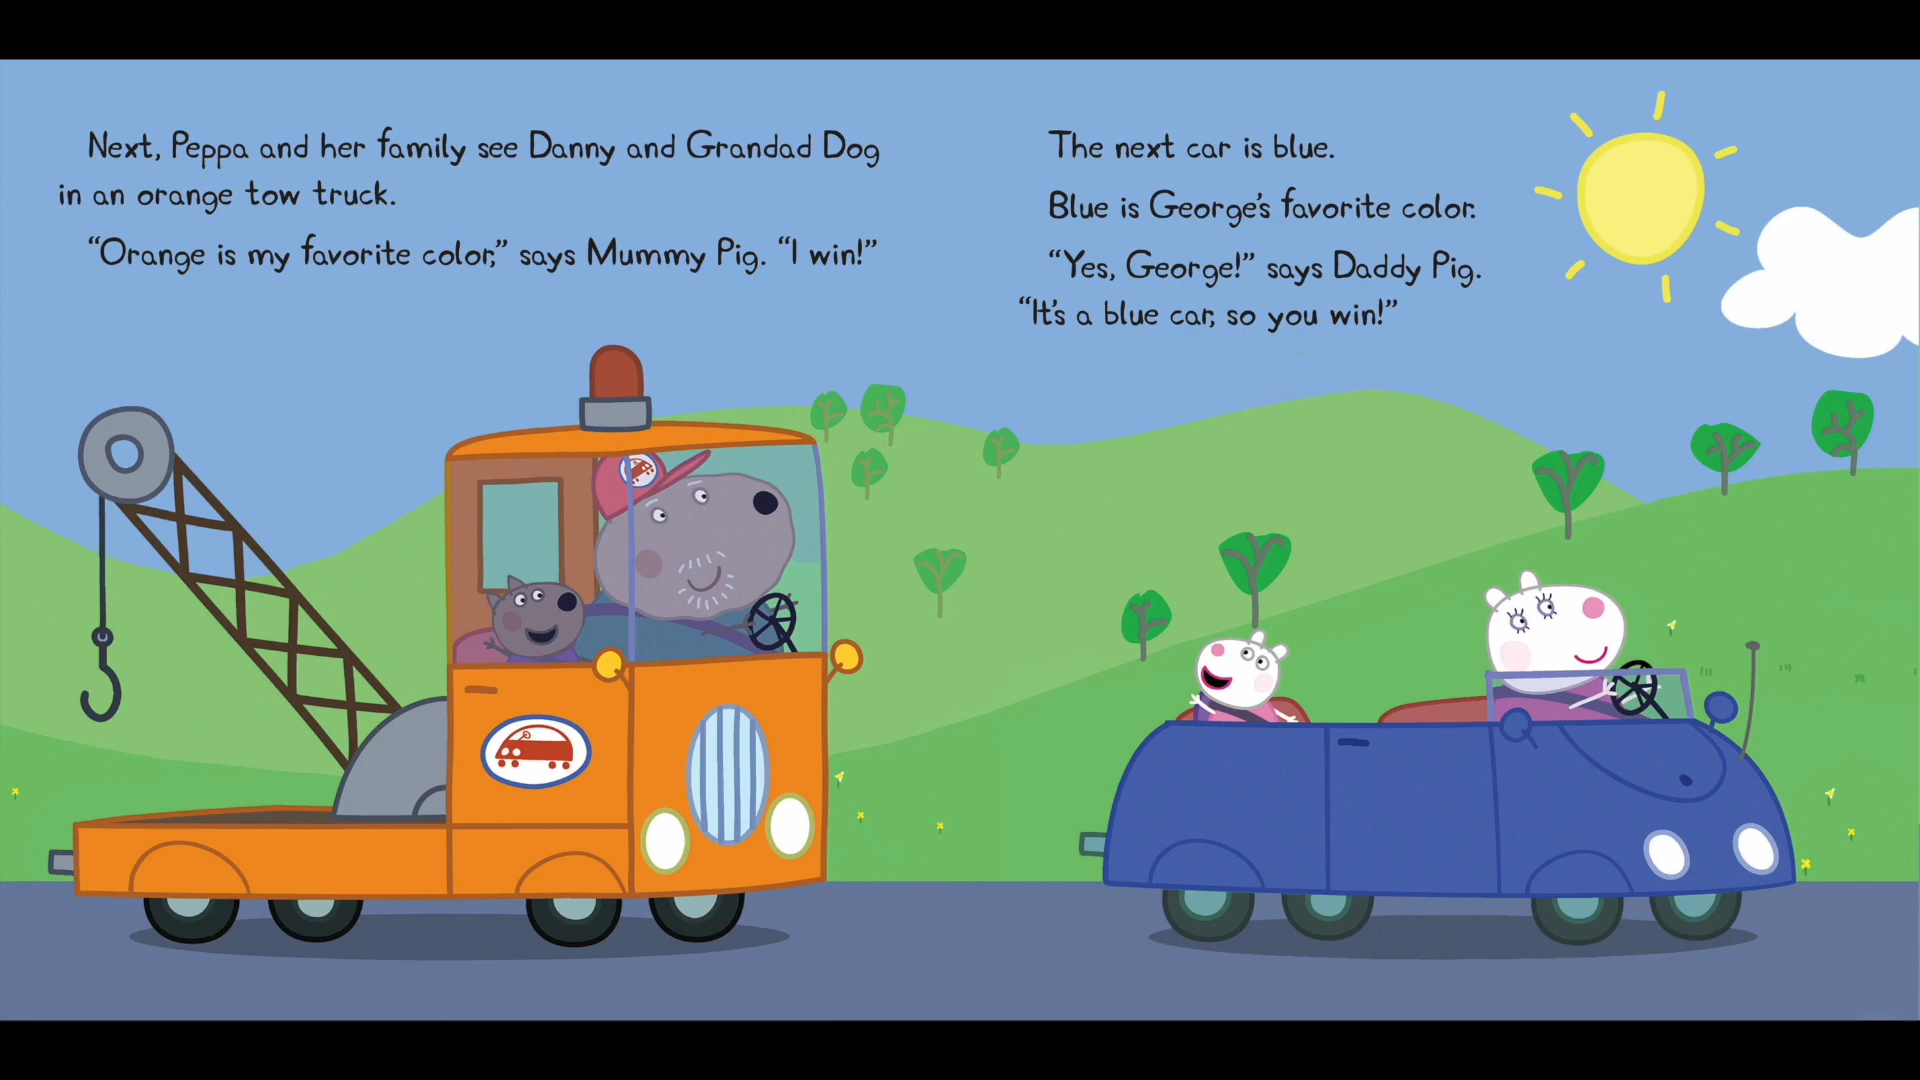 Next, Peppa and her family see Danny and Grandad Dog
in an orange tow truck.
“Orange is my favorite color,” says Mummy Pig. “I win!”
The next car is blue.
Blue is George’s favorite color.
“Yes, George!” says Daddy Pig.
“It’s a blue car, so you win!”